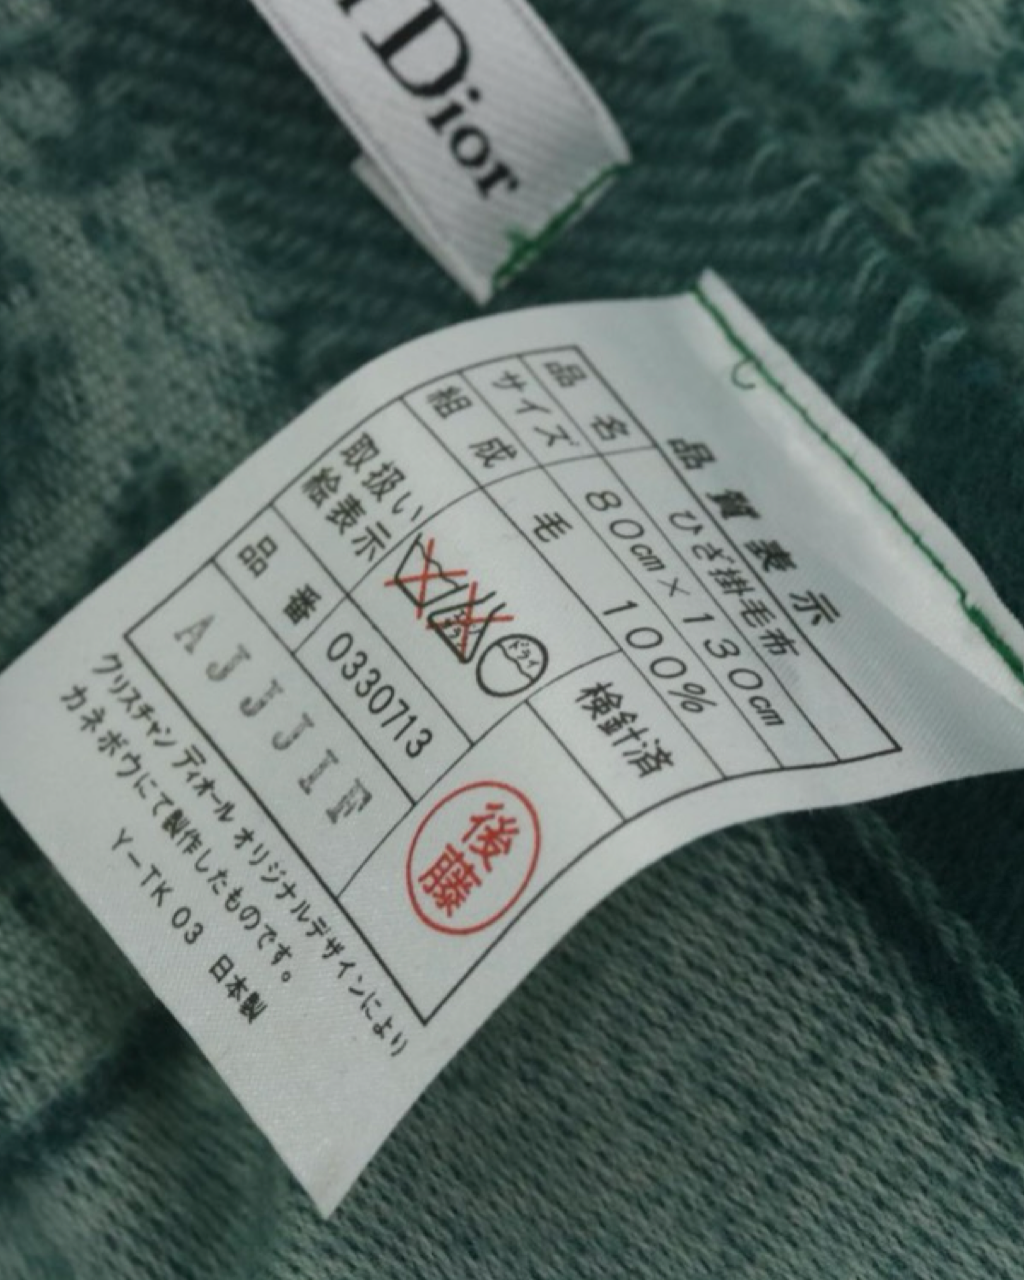 Dior
品質表示
品名 ひざ掛毛布
サイズ 80cm×130cm
組成 毛 100%
取扱い
絵表示
ドライ
検針済
品番 0330713
後藤
AJJIF
クリスチャン ディオール オリジナルデザインにより
カネボウにて製作したものです。
Y-TK 03 日本製